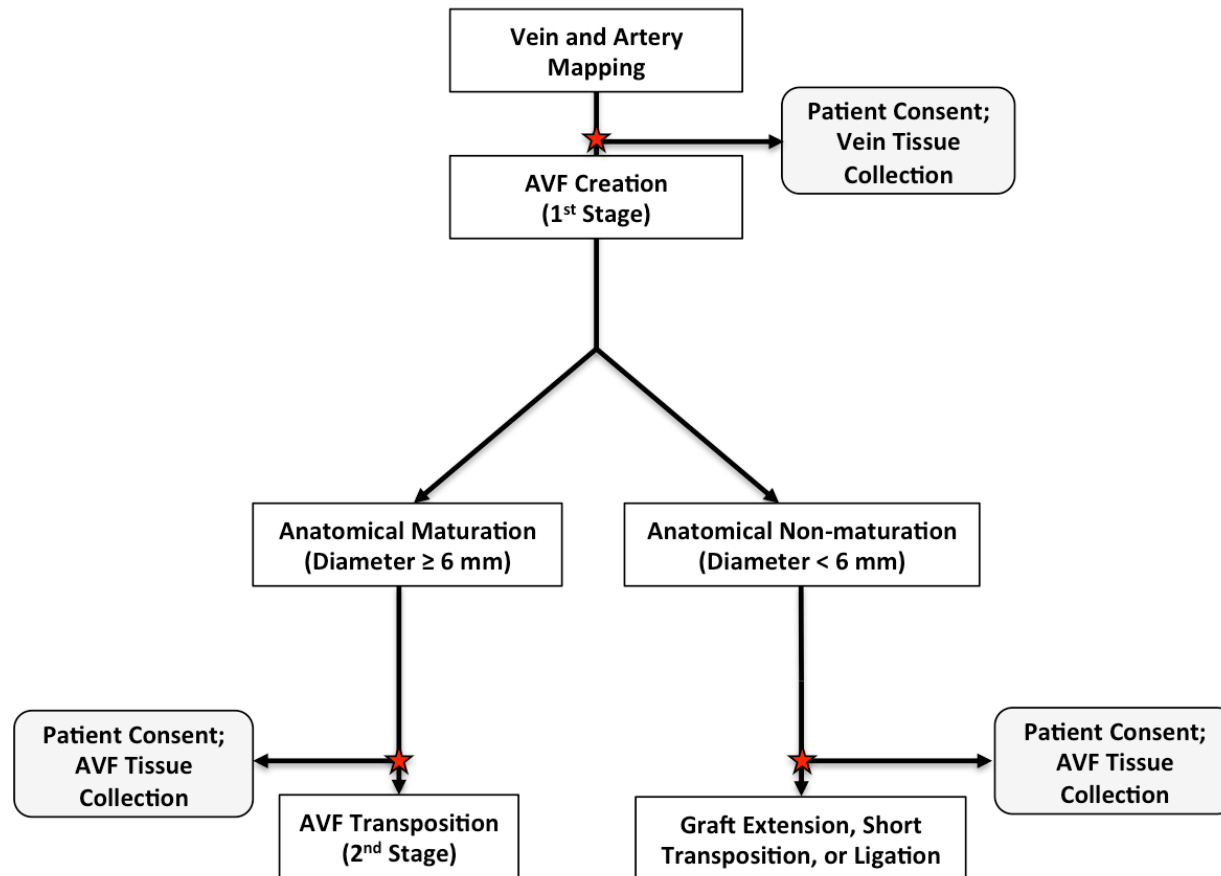 Vein and Artery
Mapping
Patient Consent;
Vein Tissue
Collection
AVF Creation
(1st Stage)
Anatomical Maturation
(Diameter ≥ 6 mm)
Anatomical Non-maturation
(Diameter < 6 mm)
Patient Consent;
AVF Tissue
Collection
Patient Consent;
AVF Tissue
Collection
AVF Transposition
(2nd Stage)
Graft Extension, Short
Transposition, or Ligation